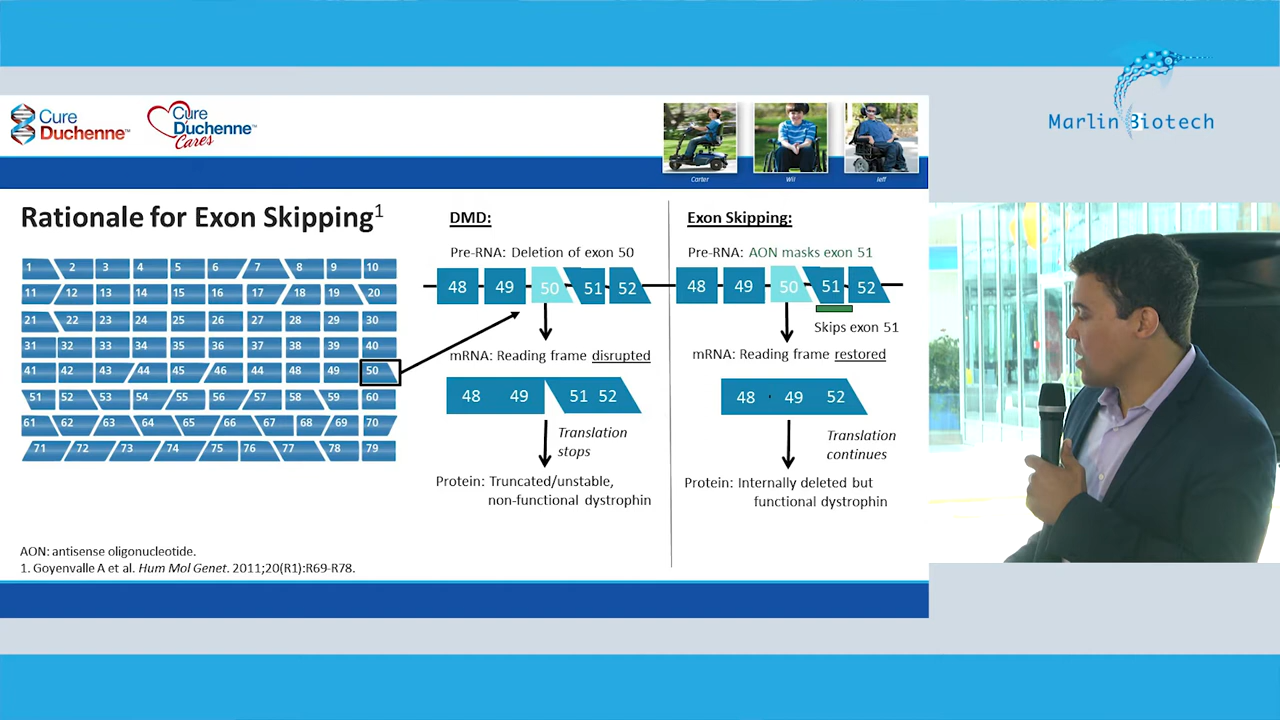 Marlin Biotech
Cure
Duchenne™
Cure
Duchenne™
Cares
Carter
Wil
Jeff
Rationale for Exon Skipping1
1 2 3 4 5 6 7 8 9 10
11 12 13 14 15 16 17 18 19 20
21 22 23 24 25 26 27 28 29 30
31 32 33 34 35 36 37 38 39 40
41 42 43 44 45 46 44 48 49 50
51 52 53 54 55 56 57 58 59 60
61 62 63 64 65 66 67 68 69 70
71 72 73 74 75 76 77 78 79
DMD:
Pre-RNA: Deletion of exon 50
48 49 50 51 52
mRNA: Reading frame disrupted
48 49 51 52
Translation
stops
Protein: Truncated/unstable,
non-functional dystrophin
Exon Skipping:
Pre-RNA: AON masks exon 51
48 49 50 51 52
Skips exon 51
mRNA: Reading frame restored
48 49 52
Translation
continues
Protein: Internally deleted but
functional dystrophin
AON: antisense oligonucleotide.
1. Goyenvalle A et al. Hum Mol Genet. 2011;20(R1):R69-R78.